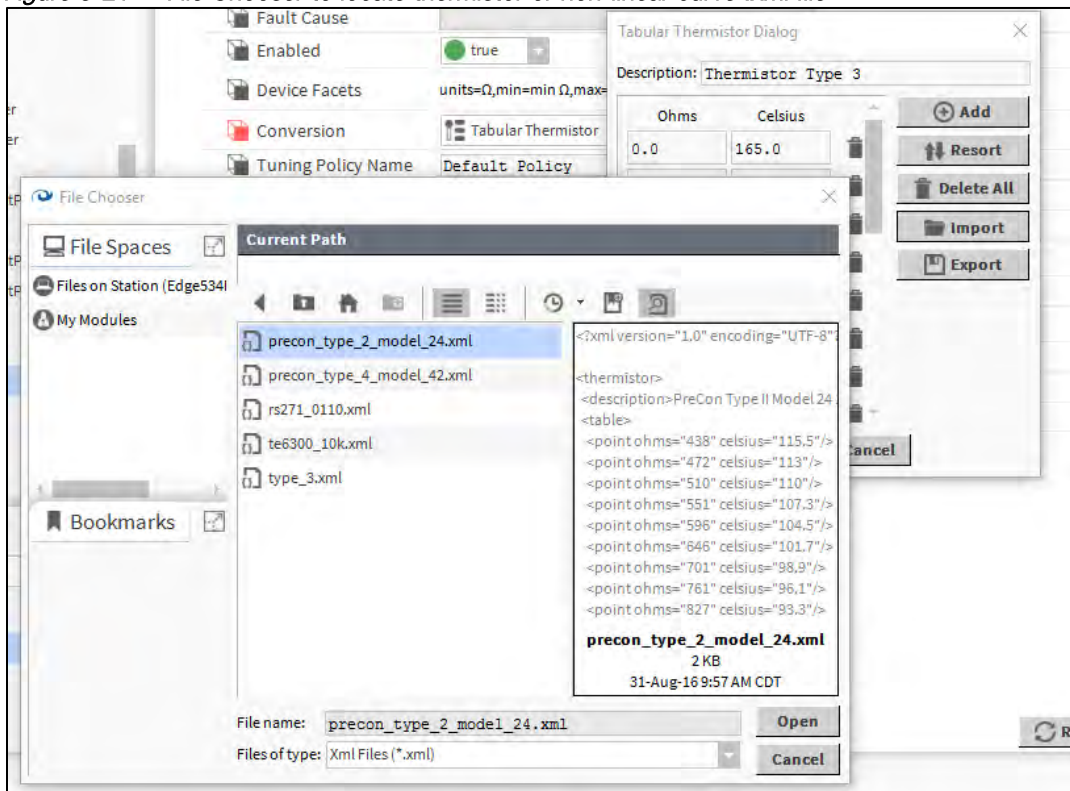 Fault Cause
Enabled
true
Device Facets
units=Ω,min=min Ω,max=
Conversion
Tabular Thermistor
Tuning Policy Name
Default Policy
Tabular Thermistor Dialog
Description: Thermistor Type 3
Ohms Celsius
0.0 165.0
Add
Resort
Delete All
Import
Export
Cancel
File Chooser
File Spaces
Files on Station (Edge534
My Modules
Bookmarks
Current Path
precon_type_2_model_24.xml
precon_type_4_model_42.xml
rs271_0110.xml
te6300_10k.xml
type_3.xml
<?xml version="1.0" encoding="UTF-8"?
<thermistor>
<description>PreCon Type II Model 24
<table>
<point ohms="438" celsius="115.5"/>
<point ohms="472" celsius="113"/>
<point ohms="510" celsius="110"/>
<point ohms="551" celsius="107.3"/>
<point ohms="596" celsius="104.5"/>
<point ohms="646" celsius="101.7"/>
<point ohms="701" celsius="98.9"/>
<point ohms="761" celsius="96.1"/>
<point ohms="827" celsius="93.3"/>
precon_type_2_model_24.xml
2 KB
31-Aug-16 9:57 AM CDT
File name: precon_type_2_model_24.xml
Open
Files of type: Xml Files (*.xml)
Cancel